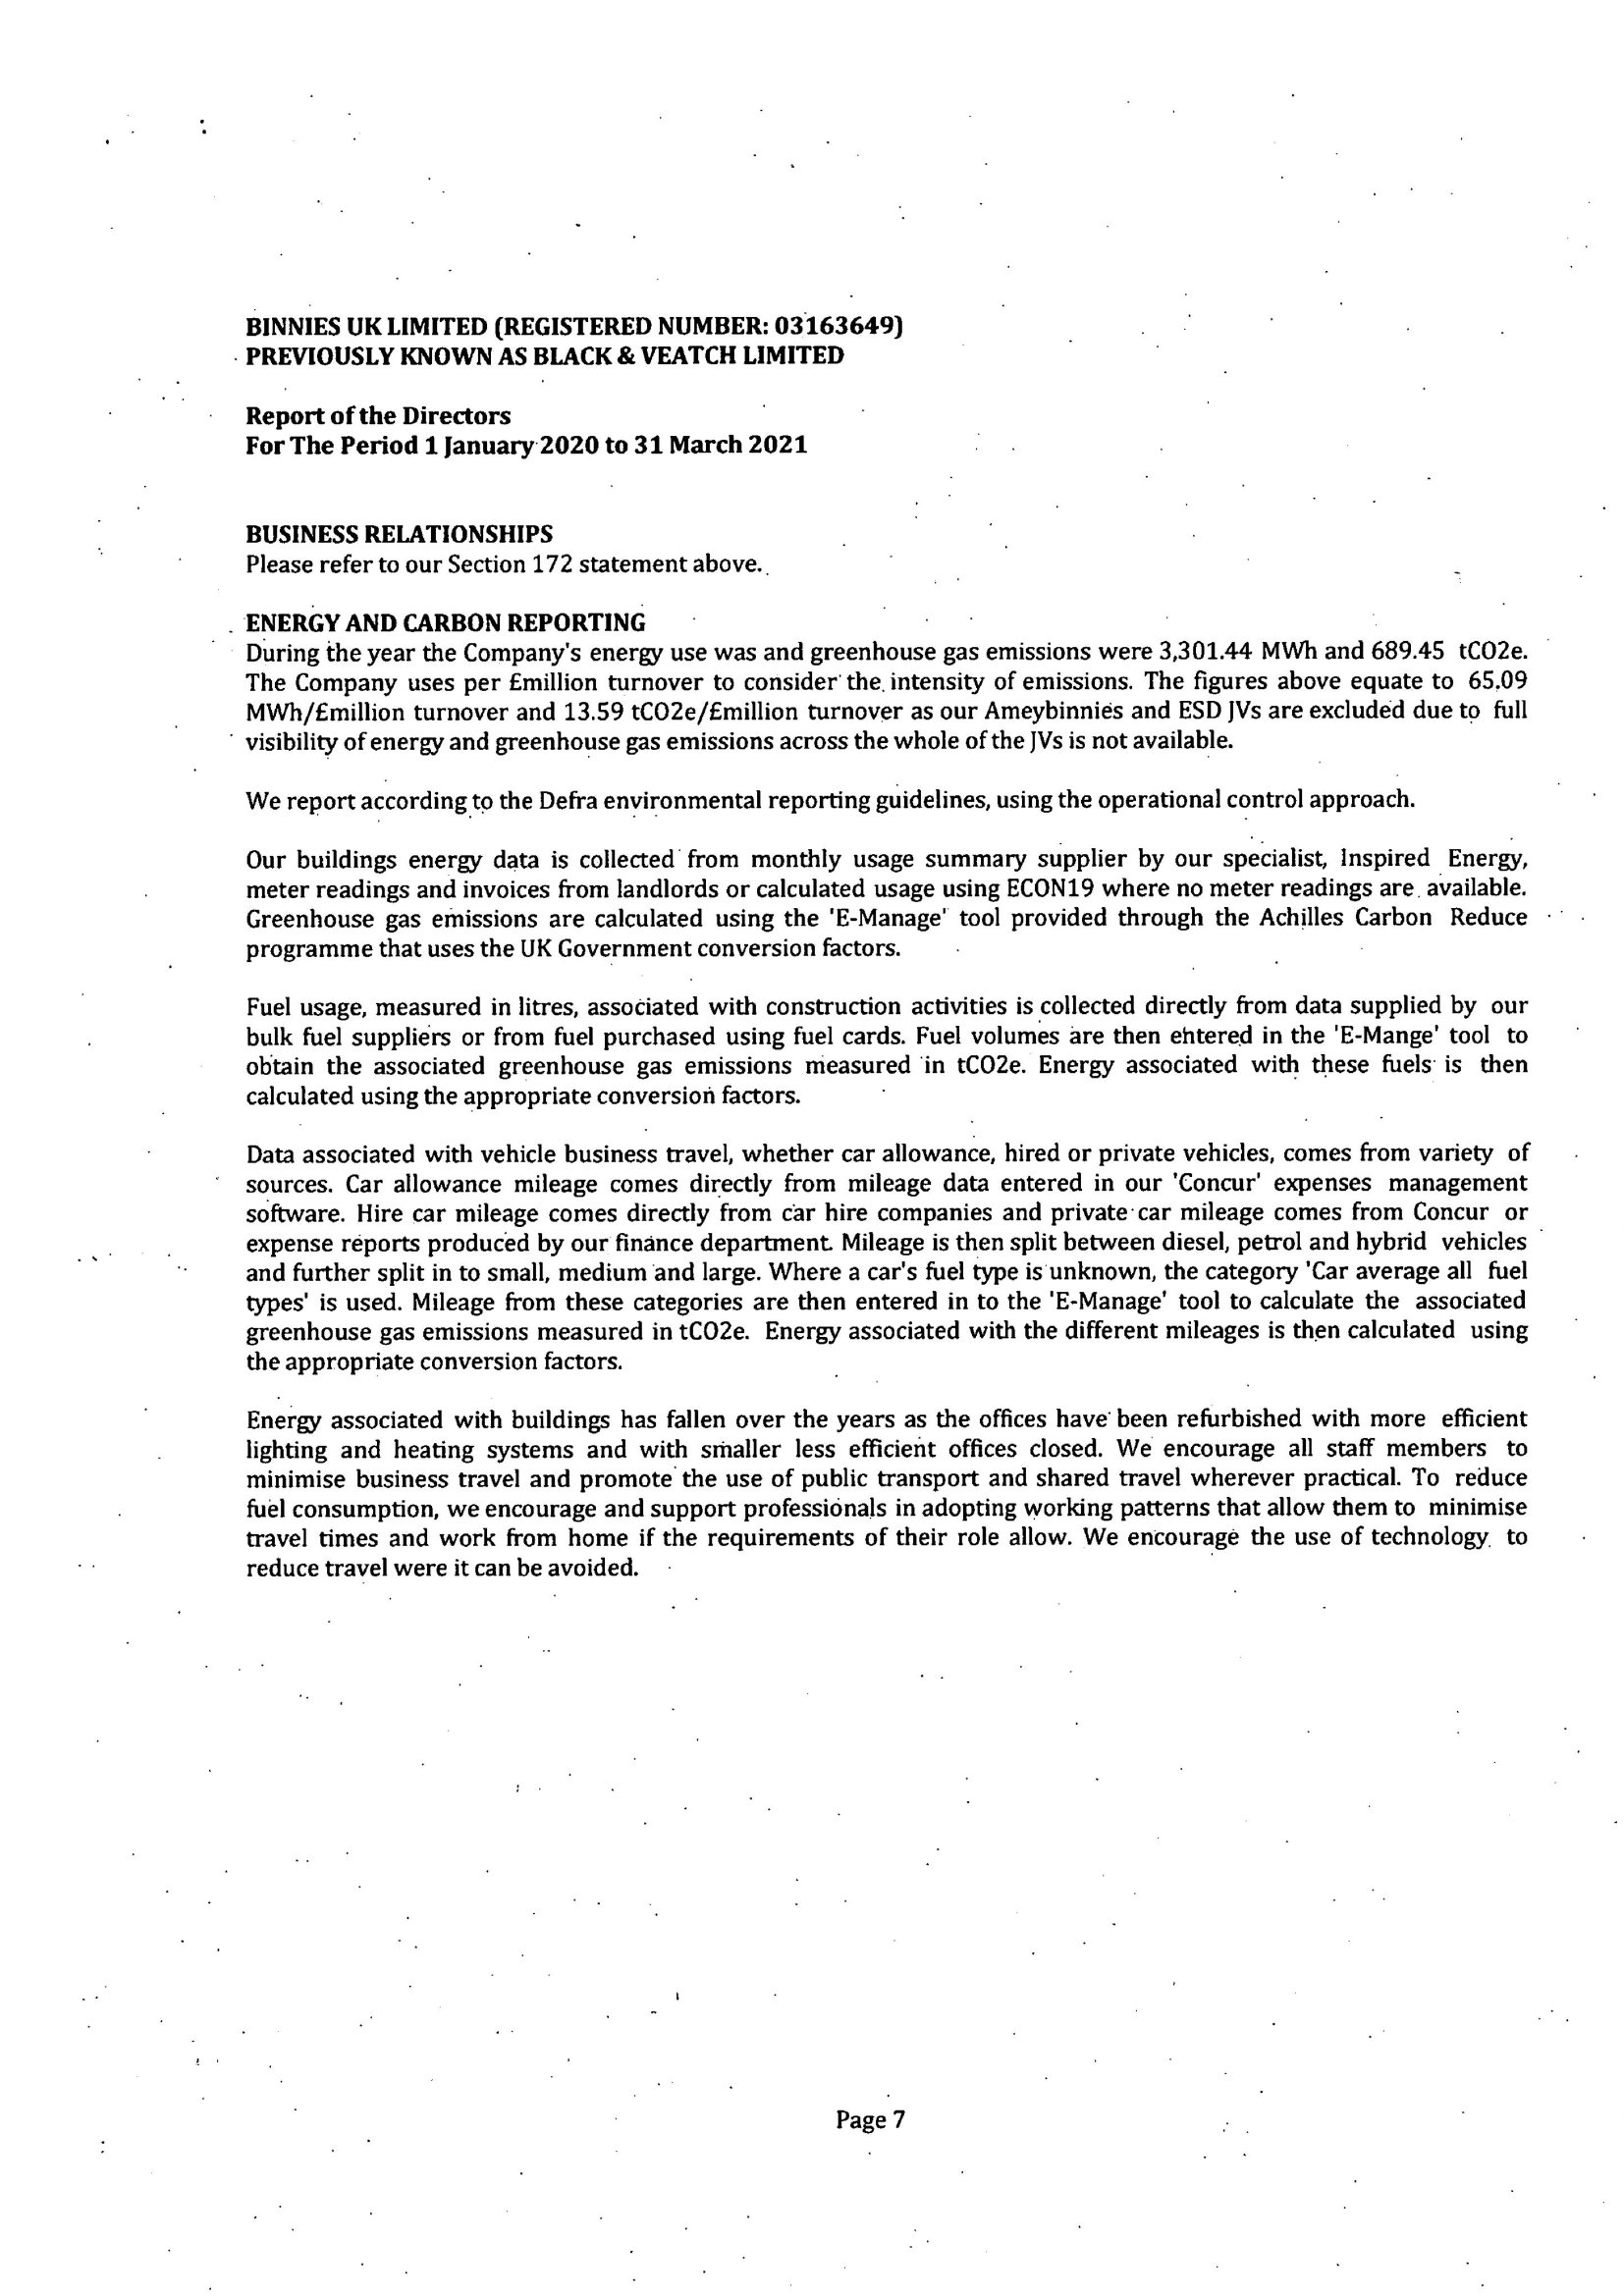 BINNIES UK LIMITED (REGISTERED NUMBER: 03163649)
PREVIOUSLY KNOWN AS BLACK & VEATCH LIMITED
Report of the Directors
For The Period 1 January 2020 to 31 March 2021
BUSINESS RELATIONSHIPS
Please refer to our Section 172 statement above.
ENERGY AND CARBON REPORTING
During the year the Company's energy use was and greenhouse gas emissions were 3,301.44 MWh and 689.45 tCO2e.
The Company uses per £million turnover to consider the intensity of emissions. The figures above equate to 65.09
MWh/£million turnover and 13.59 tCO2e/£million turnover as our Ameybinnies and ESD JVs are excluded due to full
visibility of energy and greenhouse gas emissions across the whole of the JVs is not available.
We report according to the Defra environmental reporting guidelines, using the operational control approach.
Our buildings energy data is collected from monthly usage summary supplier by our specialist, Inspired Energy,
meter readings and invoices from landlords or calculated usage using ECON19 where no meter readings are available.
Greenhouse gas emissions are calculated using the 'E-Manage' tool provided through the Achilles Carbon Reduce
programme that uses the UK Government conversion factors.
Fuel usage, measured in litres, associated with construction activities is collected directly from data supplied by our
bulk fuel suppliers or from fuel purchased using fuel cards. Fuel volumes are then entered in the 'E-Mange' tool to
obtain the associated greenhouse gas emissions measured in tCO2e. Energy associated with these fuels is then
calculated using the appropriate conversion factors.
Data associated with vehicle business travel, whether car allowance, hired or private vehicles, comes from variety of
sources. Car allowance mileage comes directly from mileage data entered in our 'Concur' expenses management
software. Hire car mileage comes directly from car hire companies and private car mileage comes from Concur or
expense reports produced by our finance department. Mileage is then split between diesel, petrol and hybrid vehicles
and further split in to small, medium and large. Where a car's fuel type is unknown, the category 'Car average all fuel
types' is used. Mileage from these categories are then entered in to the 'E-Manage' tool to calculate the associated
greenhouse gas emissions measured in tCO2e. Energy associated with the different mileages is then calculated using
the appropriate conversion factors.
Energy associated with buildings has fallen over the years as the offices have been refurbished with more efficient
lighting and heating systems and with smaller less efficient offices closed. We encourage all staff members to
minimise business travel and promote the use of public transport and shared travel wherever practical. To reduce
fuel consumption, we encourage and support professionals in adopting working patterns that allow them to minimise
travel times and work from home if the requirements of their role allow. We encourage the use of technology to
reduce travel were it can be avoided.
Page 7